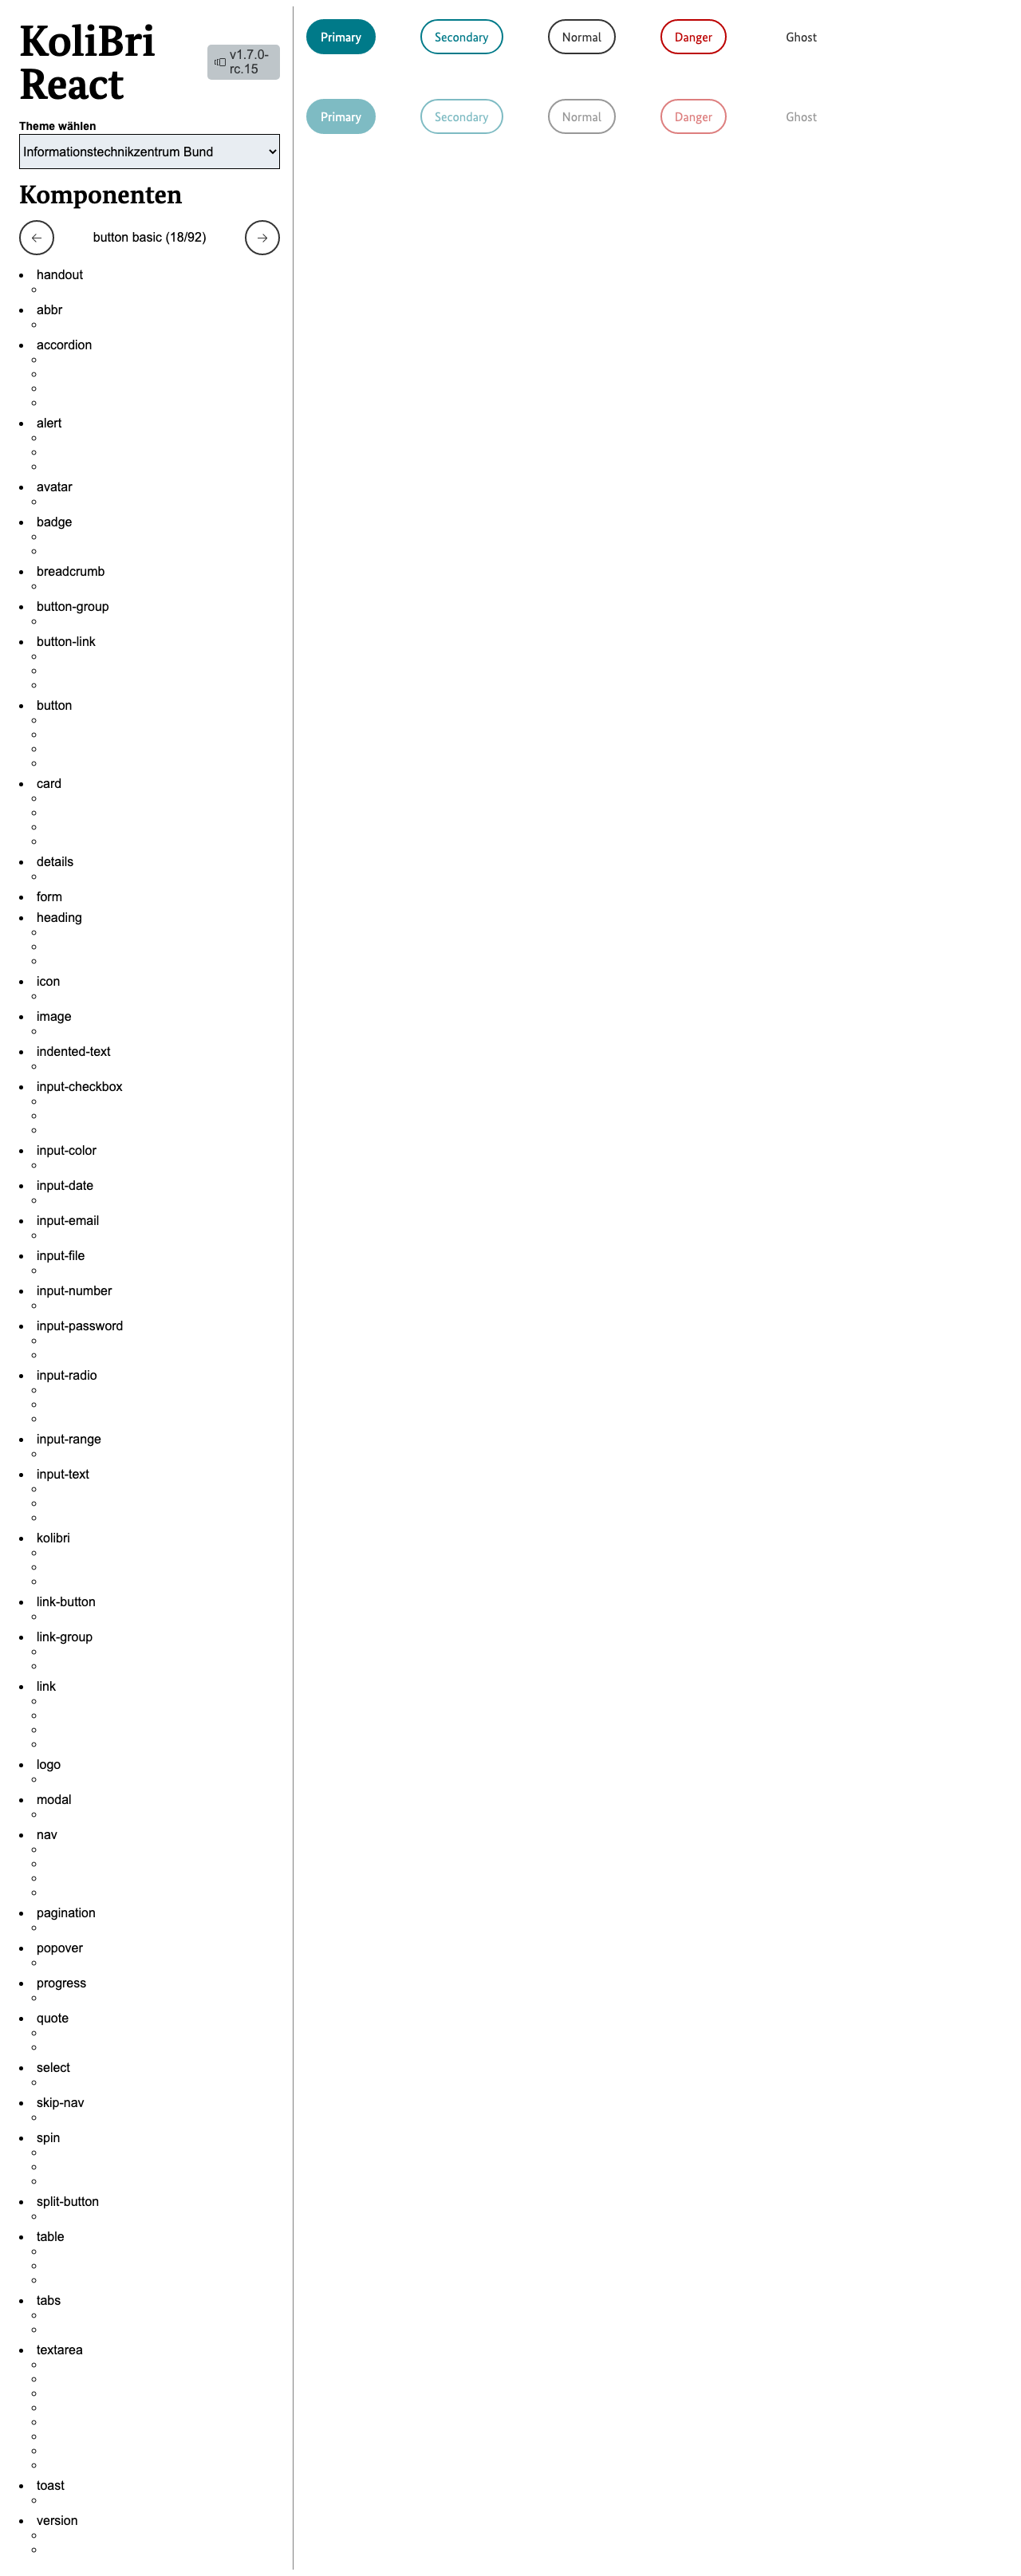 KoliBri
React
v1.7.0-
rc.15
Theme wählen
Informationstechnikzentrum Bund
Komponenten
button basic (18/92)
handout
abbr
accordion
alert
avatar
badge
breadcrumb
button-group
button-link
button
card
details
form
heading
icon
image
indented-text
input-checkbox
input-color
input-date
input-email
input-file
input-number
input-password
input-radio
input-range
input-text
kolibri
link-button
link-group
link
logo
modal
nav
pagination
popover
progress
quote
select
skip-nav
spin
split-button
table
tabs
textarea
toast
version
Primary Secondary Normal Danger Ghost
Primary Secondary Normal Danger Ghost